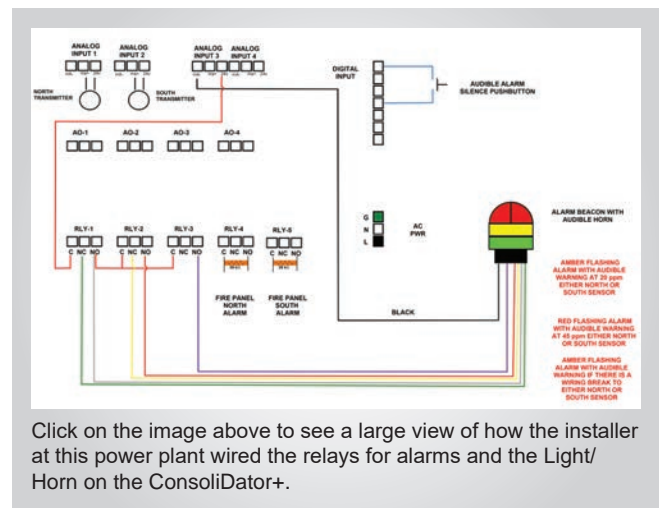 ANALOG INPUT 1
ANALOG INPUT 2
ANALOG INPUT 3
ANALOG INPUT 4
NORTH TRANSMITTER
SOUTH TRANSMITTER
DIGITAL INPUT
AUDIBLE ALARM
SILENCE PUSHBUTTON
AO-1
AO-2
AO-3
AO-4
RLY-1
RLY-2
RLY-3
RLY-4
RLY-5
C NC NO
C NC NO
C NC NO
C NC NO
C NC NO
G
N
L
AC
PWR
FIRE PANEL
NORTH
ALARM
FIRE PANEL
SOUTH
ALARM
BLACK
ALARM BEACON WITH
AUDIBLE HORN
AMBER FLASHING
ALARM WITH AUDIBLE
WARNING AT 20 ppm
EITHER NORTH OR
SOUTH SENSOR
RED FLASHING ALARM
WITH AUDIBLE WARNING
AT 45 ppm EITHER NORTH
OR SOUTH SENSOR
AMBER FLASHING
ALARM WITH AUDIBLE
WARNING IF THERE IS A
WIRING BREAK TO
EITHER NORTH OR
SOUTH SENSOR
Click on the image above to see a large view of how the installer
at this power plant wired the relays for alarms and the Light/
Horn on the ConsoliDator+.